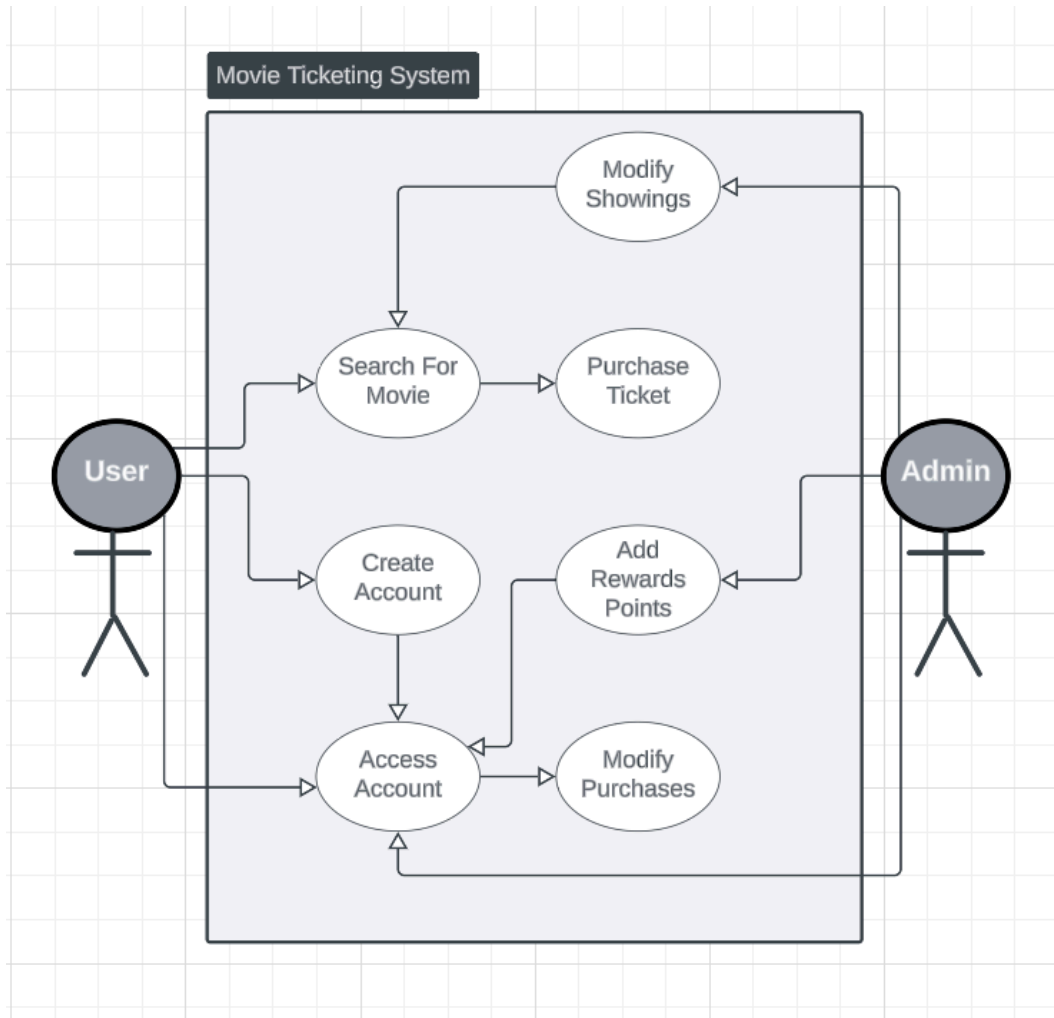 Movie Ticketing System
Modify
Showings
Search For
Movie
Purchase
Ticket
User
Admin
Create
Account
Add
Rewards
Points
Access
Account
Modify
Purchases